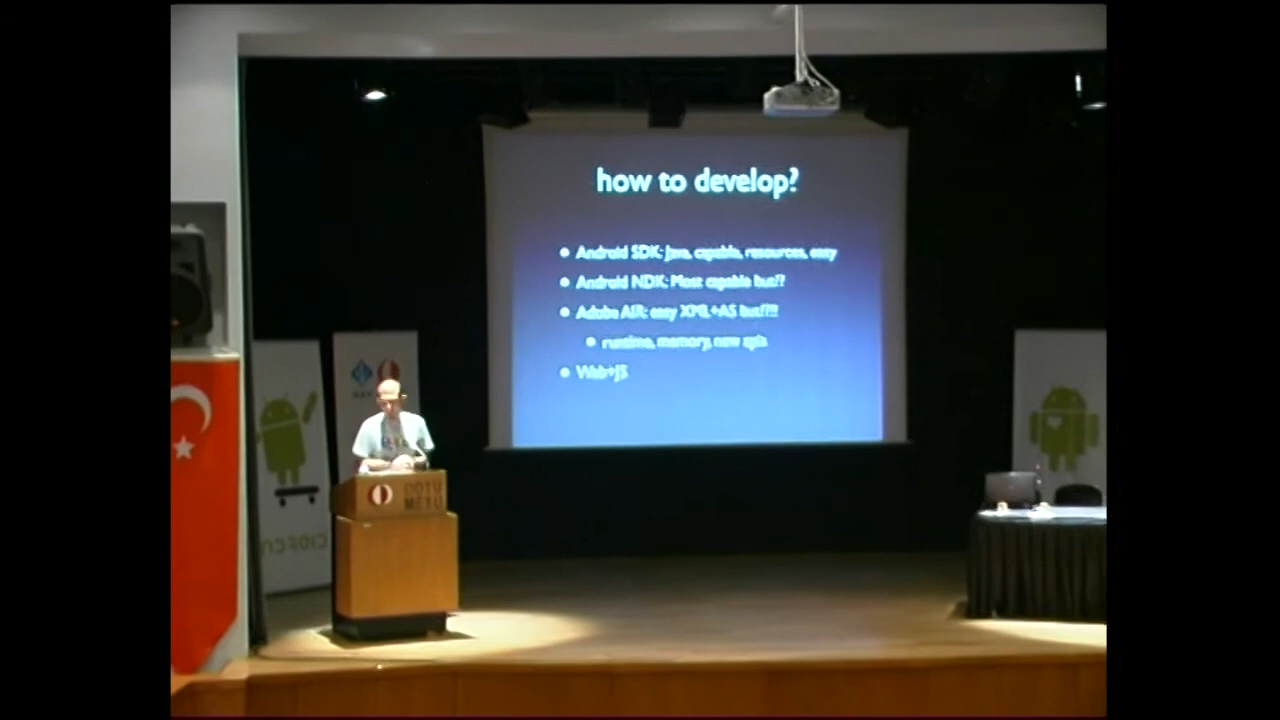 how to develop?
• Android SDK: Java, capable, resources, easy
• Android NDK: Most capable but!?
• Adobe AIR: easy XML+AS but!?!!
• runtime, memory, new apis
• Web+JS
ODTÜ
METU
ANDROID